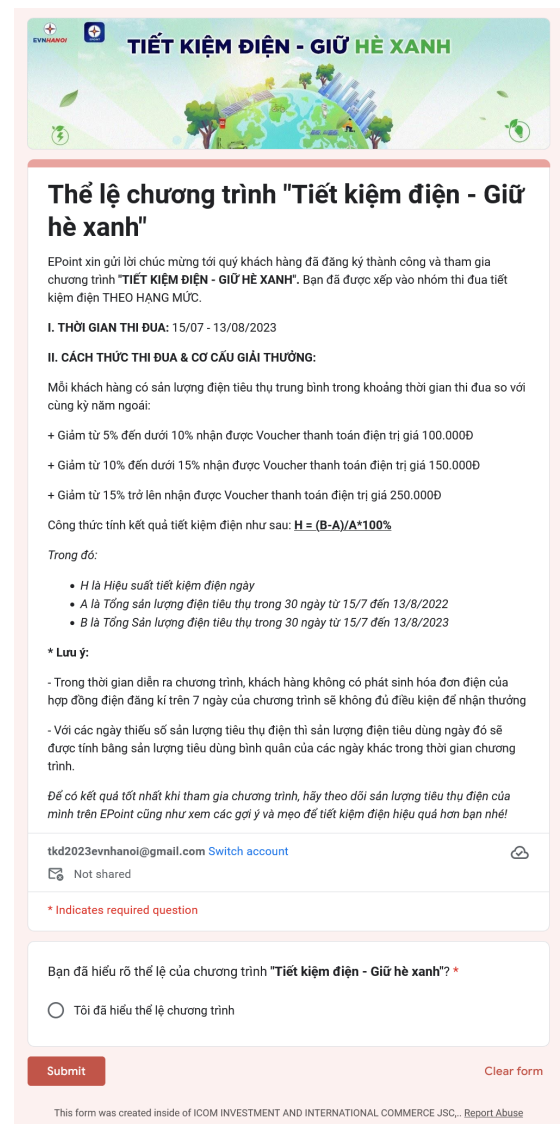 EVNHANOI
TIẾT KIỆM ĐIỆN - GIỮ HÈ XANH
Thể lệ chương trình "Tiết kiệm điện - Giữ
hè xanh"
EPoint xin gửi lời chúc mừng tới quý khách hàng đã đăng ký thành công và tham gia
chương trình "TIẾT KIỆM ĐIỆN - GIỮ HÈ XANH". Bạn đã được xếp vào nhóm thi đua tiết
kiệm điện THEO HẠNG MỨC.
I. THỜI GIAN THI ĐUA: 15/07 - 13/08/2023
II. CÁCH THỨC THI ĐUA & CƠ CẤU GIẢI THƯỞNG:
Mỗi khách hàng có sản lượng điện tiêu thụ trung bình trong khoảng thời gian thi đua so với
cùng kỳ năm ngoái:
+ Giảm từ 5% đến dưới 10% nhận được Voucher thanh toán điện trị giá 100.000Đ
+ Giảm từ 10% đến dưới 15% nhận được Voucher thanh toán điện trị giá 150.000Đ
+ Giảm từ 15% trở lên nhận được Voucher thanh toán điện trị giá 250.000Đ
Công thức tính kết quả tiết kiệm điện như sau: H = (B-A)/A*100%
Trong đó:
• H là Hiệu suất tiết kiệm điện ngày
• A là Tổng sản lượng điện tiêu thụ trong 30 ngày từ 15/7 đến 13/8/2022
• B là Tổng Sản lượng điện tiêu thụ trong 30 ngày từ 15/7 đến 13/8/2023
* Lưu ý:
- Trong thời gian diễn ra chương trình, khách hàng không có phát sinh hóa đơn điện của
hợp đồng điện đăng kí trên 7 ngày của chương trình sẽ không đủ điều kiện để nhận thưởng
- Với các ngày thiếu số sản lượng tiêu thụ điện thì sản lượng điện tiêu dùng ngày đó sẽ
được tính bằng sản lượng tiêu dùng bình quân của các ngày khác trong thời gian chương
trình.
Để có kết quả tốt nhất khi tham gia chương trình, hãy theo dõi sản lượng tiêu thụ điện của
mình trên EPoint cũng như xem các gợi ý và mẹo để tiết kiệm điện hiệu quả hơn bạn nhé!
tkd2023evnhanoi@gmail.com Switch account
Not shared
* Indicates required question
Bạn đã hiểu rõ thể lệ của chương trình "Tiết kiệm điện - Giữ hè xanh"? *
Tôi đã hiểu thể lệ chương trình
Submit Clear form
This form was created inside of ICOM INVESTMENT AND INTERNATIONAL COMMERCE JSC,.. Report Abuse